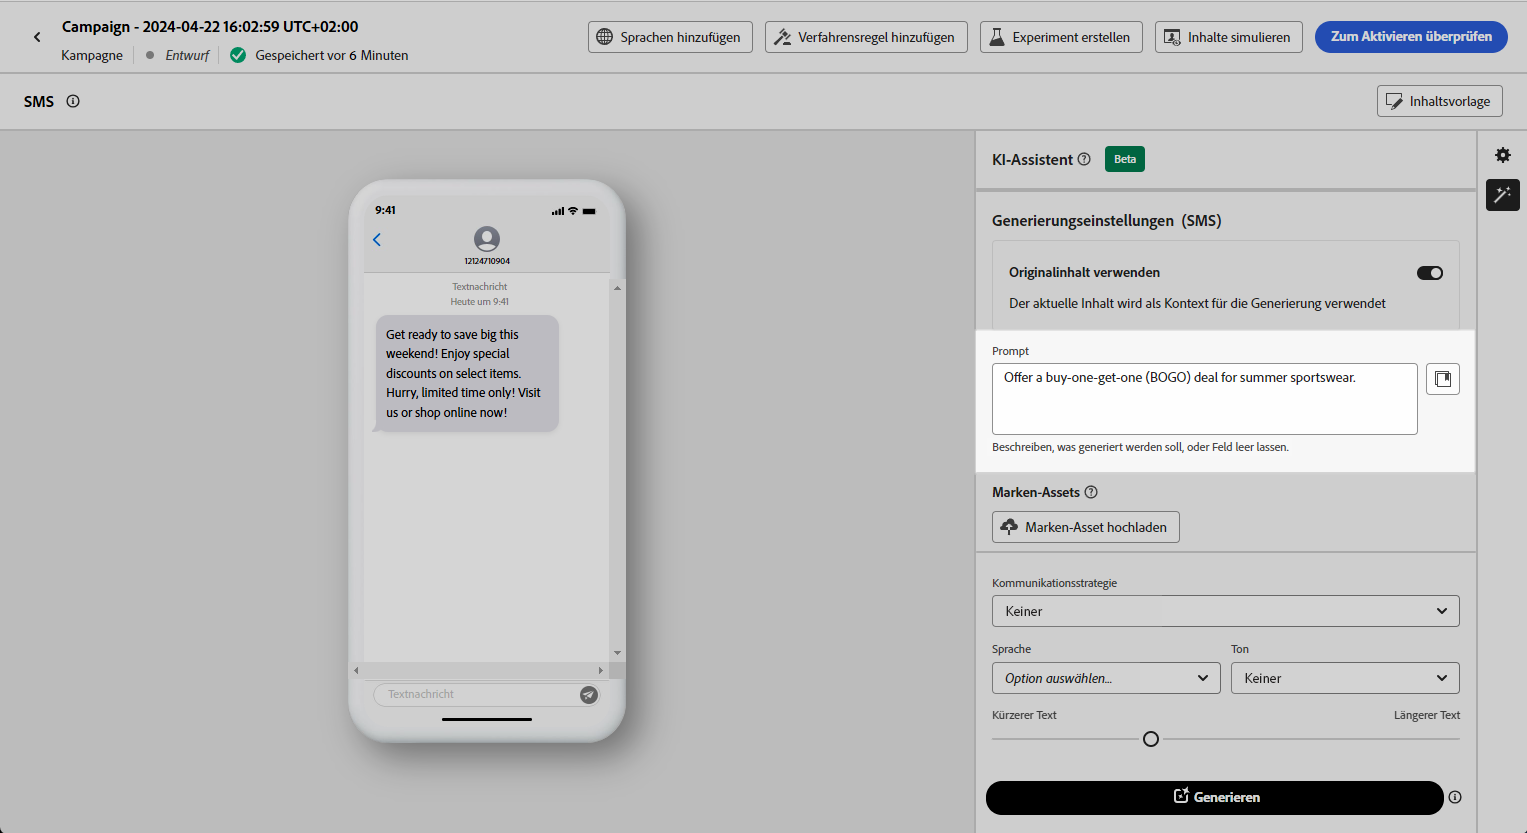 Campaign - 2024-04-22 16:02:59 UTC+02:00
Kampagne
Entwurf
Gespeichert vor 6 Minuten
Sprachen hinzufügen
Verfahrensregel hinzufügen
Experiment erstellen
Inhalte simulieren
Zum Aktivieren überprüfen
SMS
Inhaltsvorlage
9:41
12124710904
Textnachricht
Heute um 9:41
Get ready to save big this
weekend! Enjoy special
discounts on select items.
Hurry, limited time only! Visit
us or shop online now!
Textnachricht
KI-Assistent
Beta
Generierungseinstellungen (SMS)
Originalinhalt verwenden
Der aktuelle Inhalt wird als Kontext für die Generierung verwendet
Prompt
Offer a buy-one-get-one (BOGO) deal for summer sportswear.
Beschreiben, was generiert werden soll, oder Feld leer lassen.
Marken-Assets
Marken-Asset hochladen
Kommunikationsstrategie
Keiner
Sprache
Ton
Option auswählen...
Keiner
Kürzerer Text
Längerer Text
Generieren